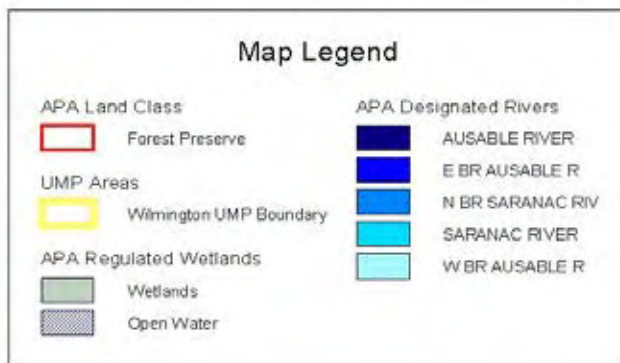 Map Legend
APA Land Class
Forest Preserve
UMP Areas
Wilmington UMP Boundary
APA Regulated Wetlands
Wetlands
Open Water
APA Designated Rivers
AUSABLE RIVER
E BR AUSABLE R
N BR SARANAC RIV
SARANAC RIVER
W BR AUSABLE R